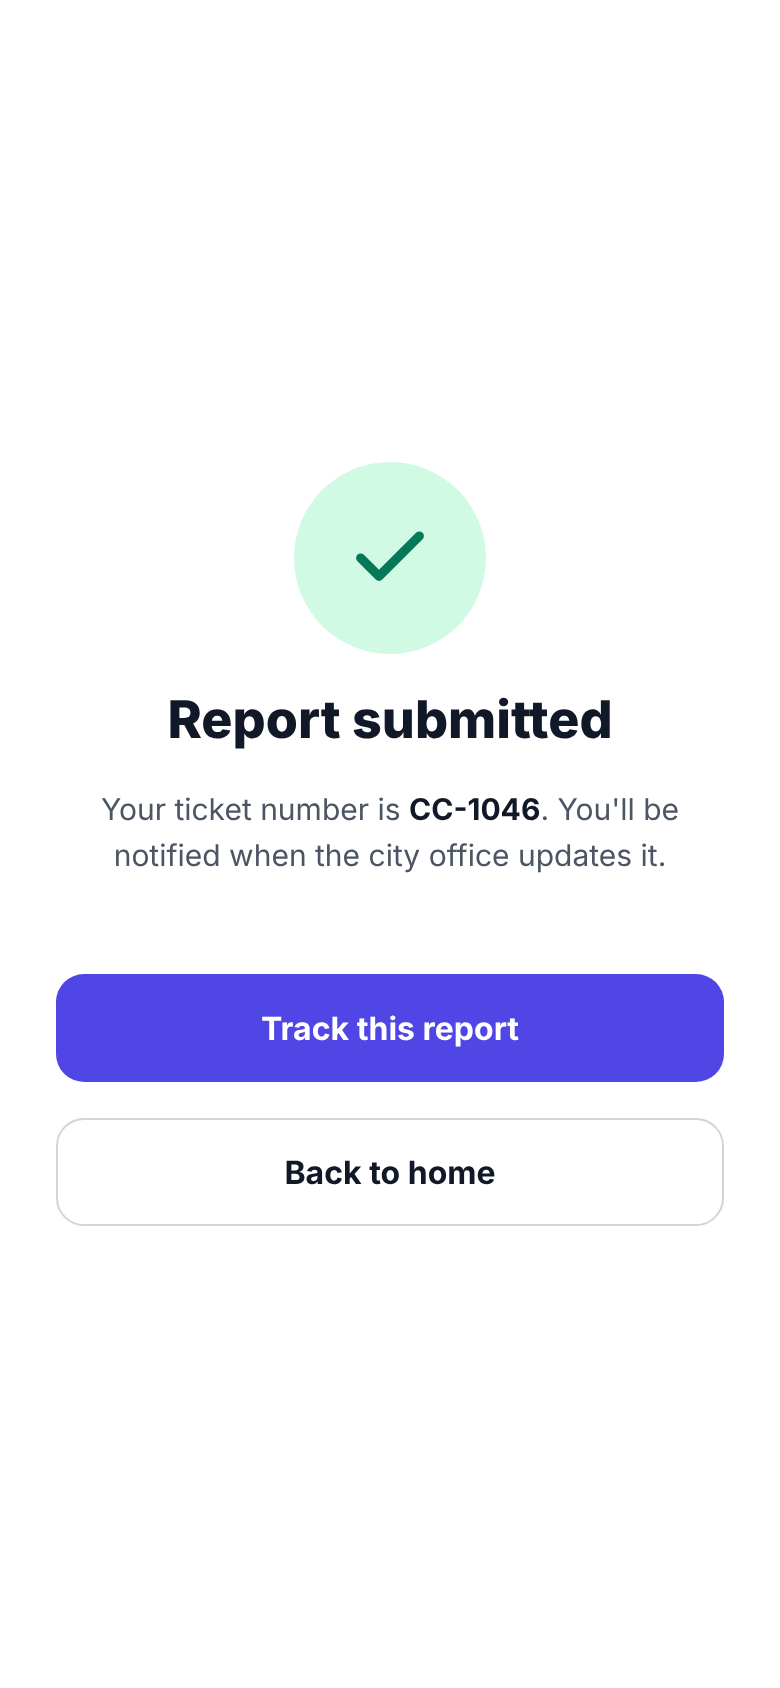 Report submitted
Your ticket number is CC-1046. You'll be
notified when the city office updates it.
Track this report
Back to home